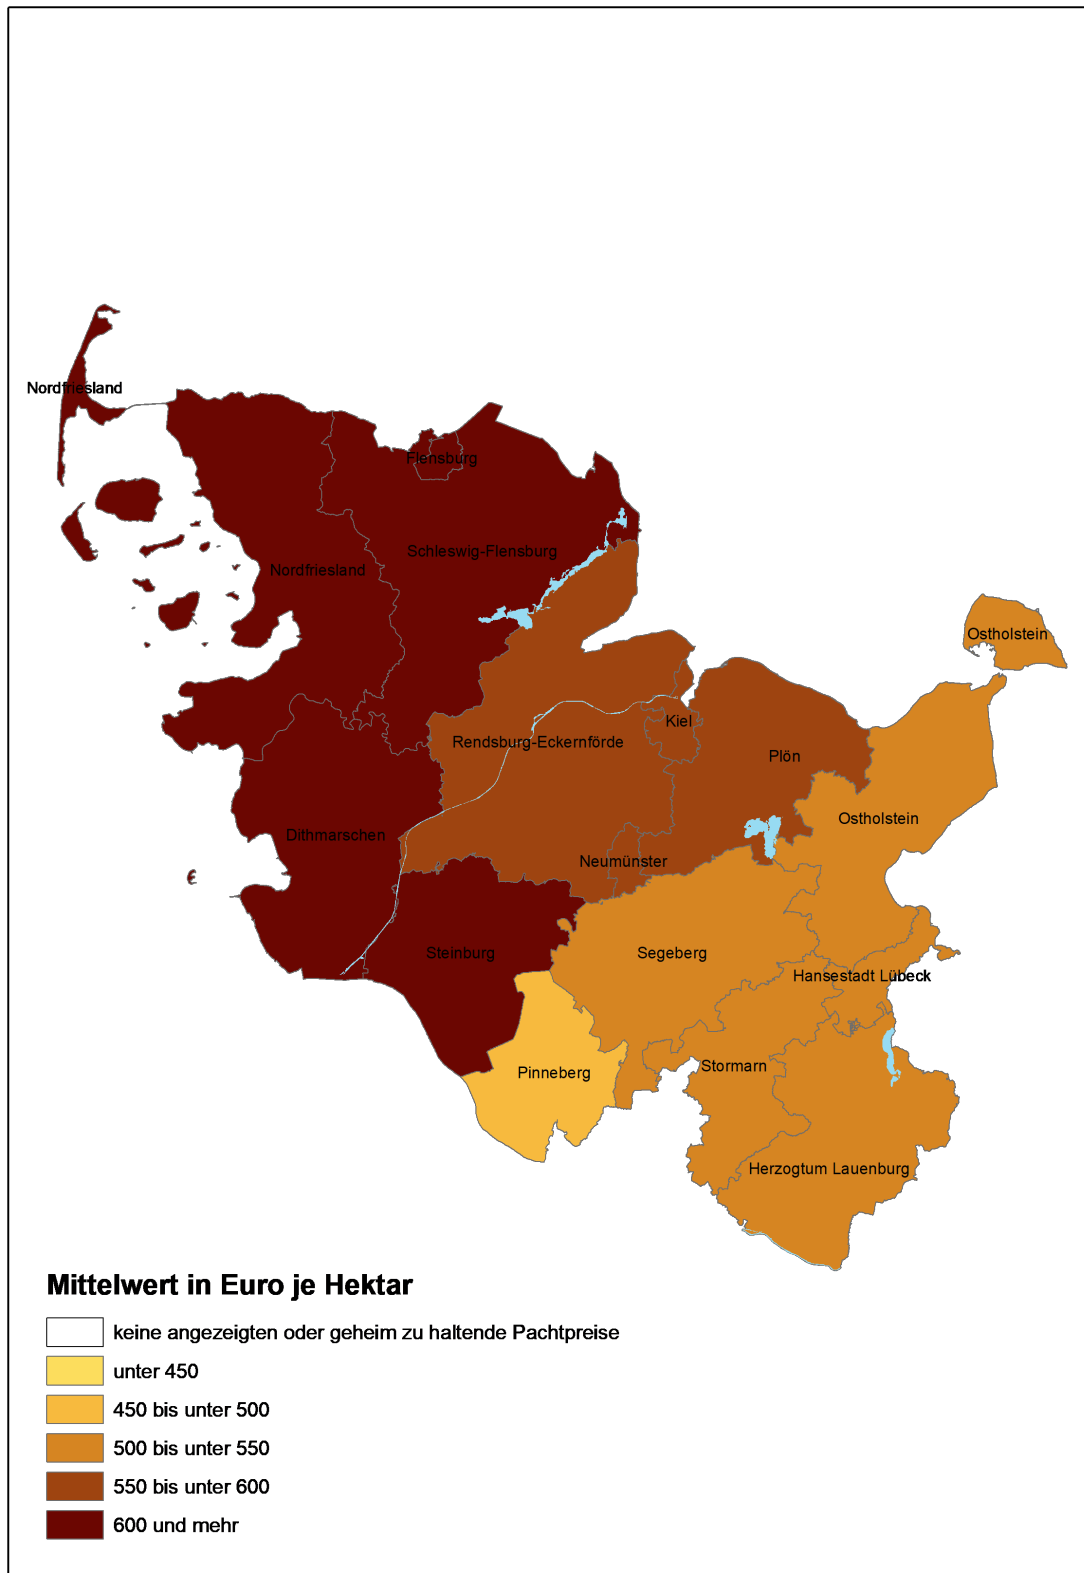 Nordfriesland
Flensburg
Schleswig-Flensburg
Nordfriesland
Ostholstein
Kiel
Rendsburg-Eckernförde
Plön
Ostholstein
Dithmarschen
Neumünster
Steinburg
Segeberg
Hansestadt Lübeck
Stormarn
Pinneberg
Herzogtum Lauenburg
Mittelwert in Euro je Hektar
keine angezeigten oder geheim zu haltende Pachtpreise
unter 450
450 bis unter 500
500 bis unter 550
550 bis unter 600
600 und mehr